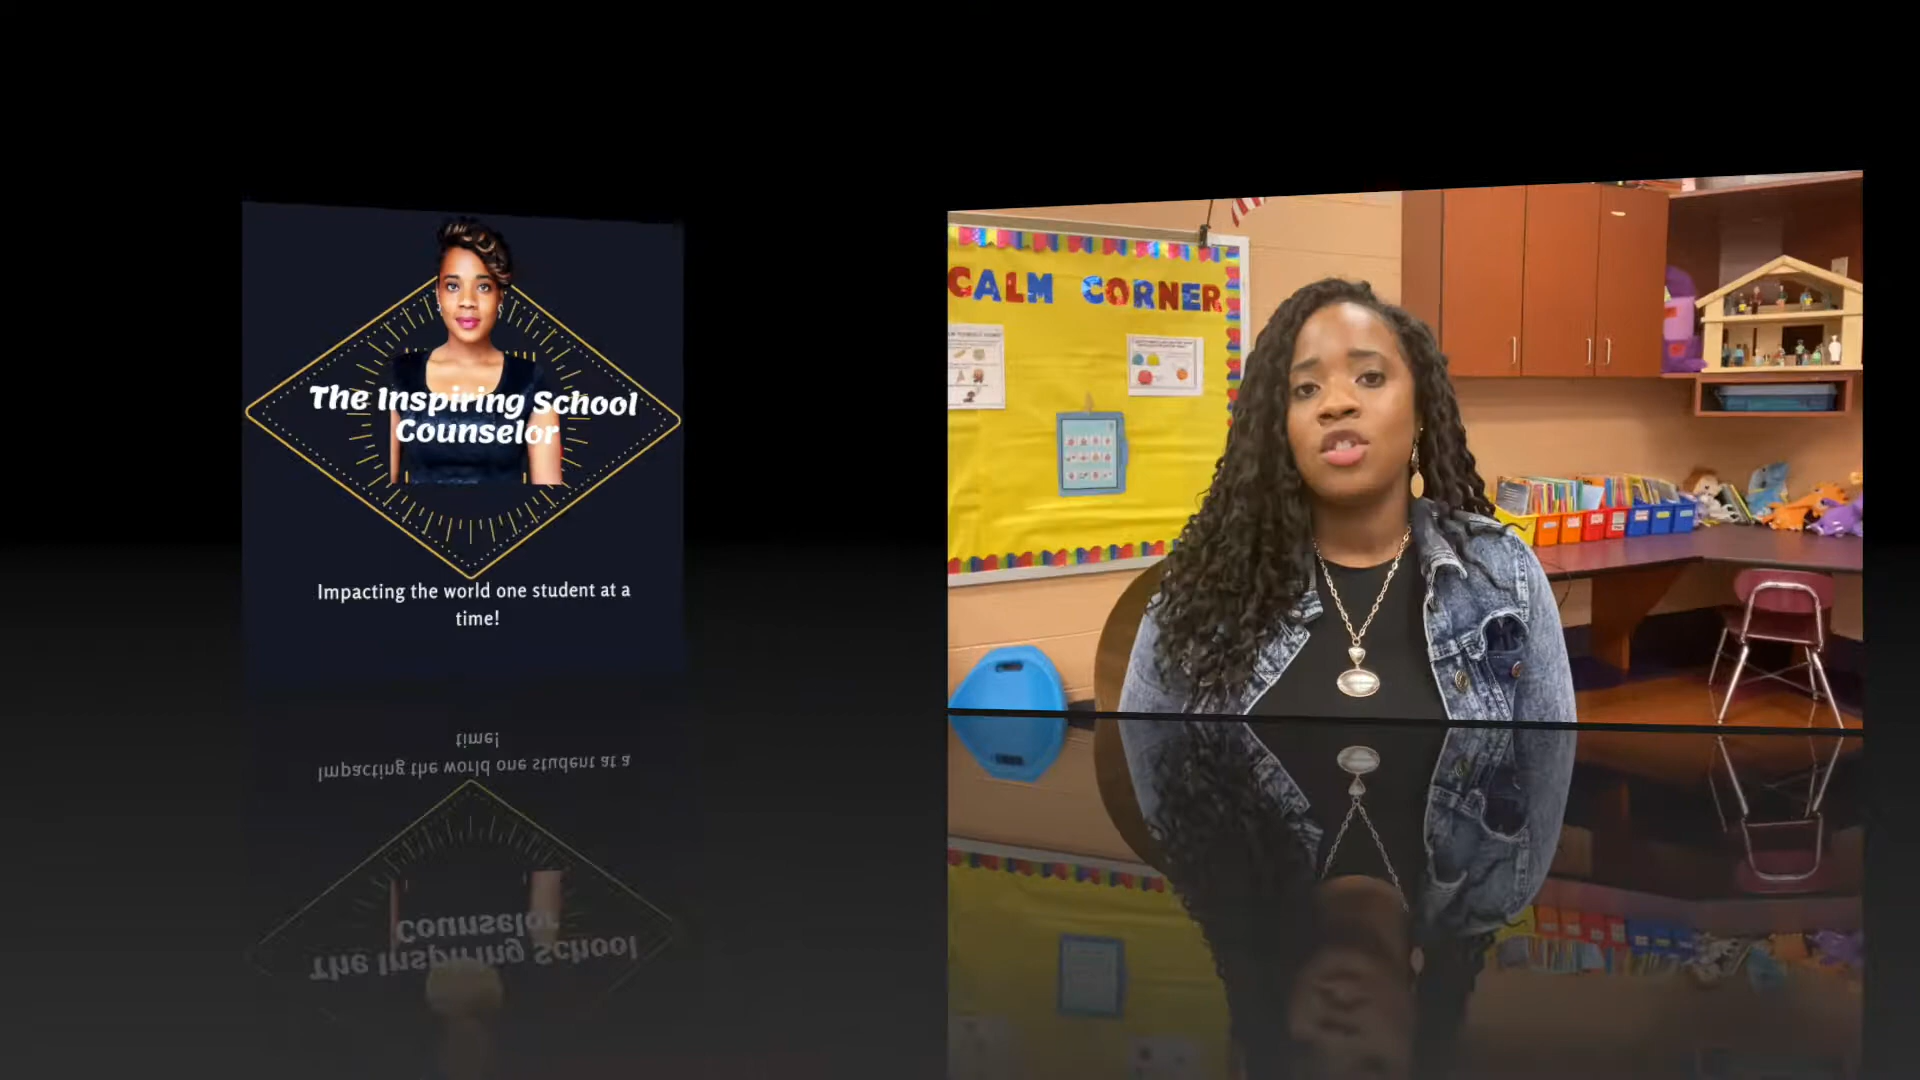 The Inspiring School
Counselor
Impacting the world one student at a
time!
CALM CORNER